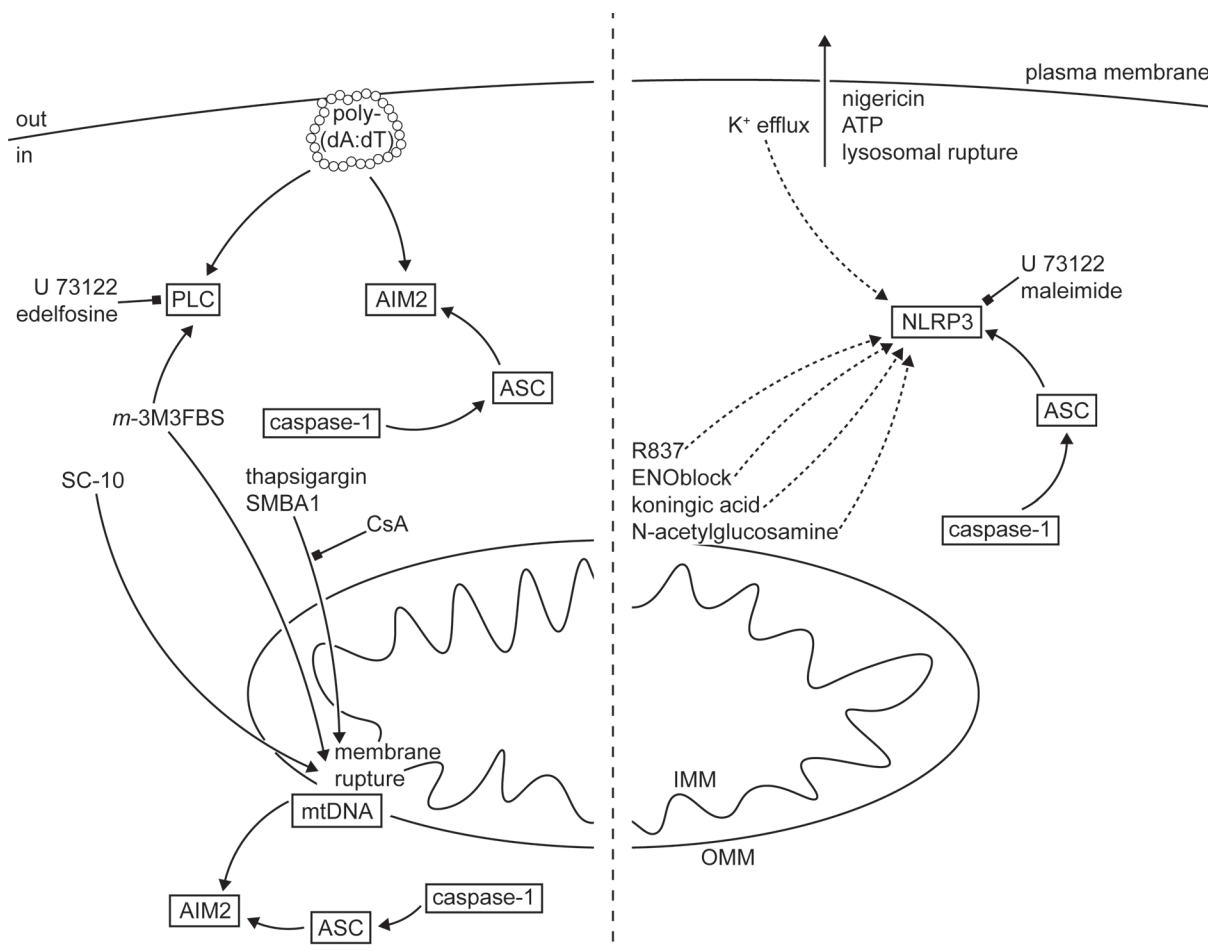 out
in
poly-
(dA:dT)
U 73122
edelfosine
PLC
AIM2
ASC
caspase-1
m-3M3FBS
SC-10
thapsigargin
SMBA1
CsA
membrane
rupture
mtDNA
AIM2
ASC
caspase-1
plasma membrane
K+ efflux
nigericin
ATP
lysosomal rupture
U 73122
maleimide
NLRP3
ASC
caspase-1
R837
ENOblock
koningic acid
N-acetylglucosamine
IMM
OMM